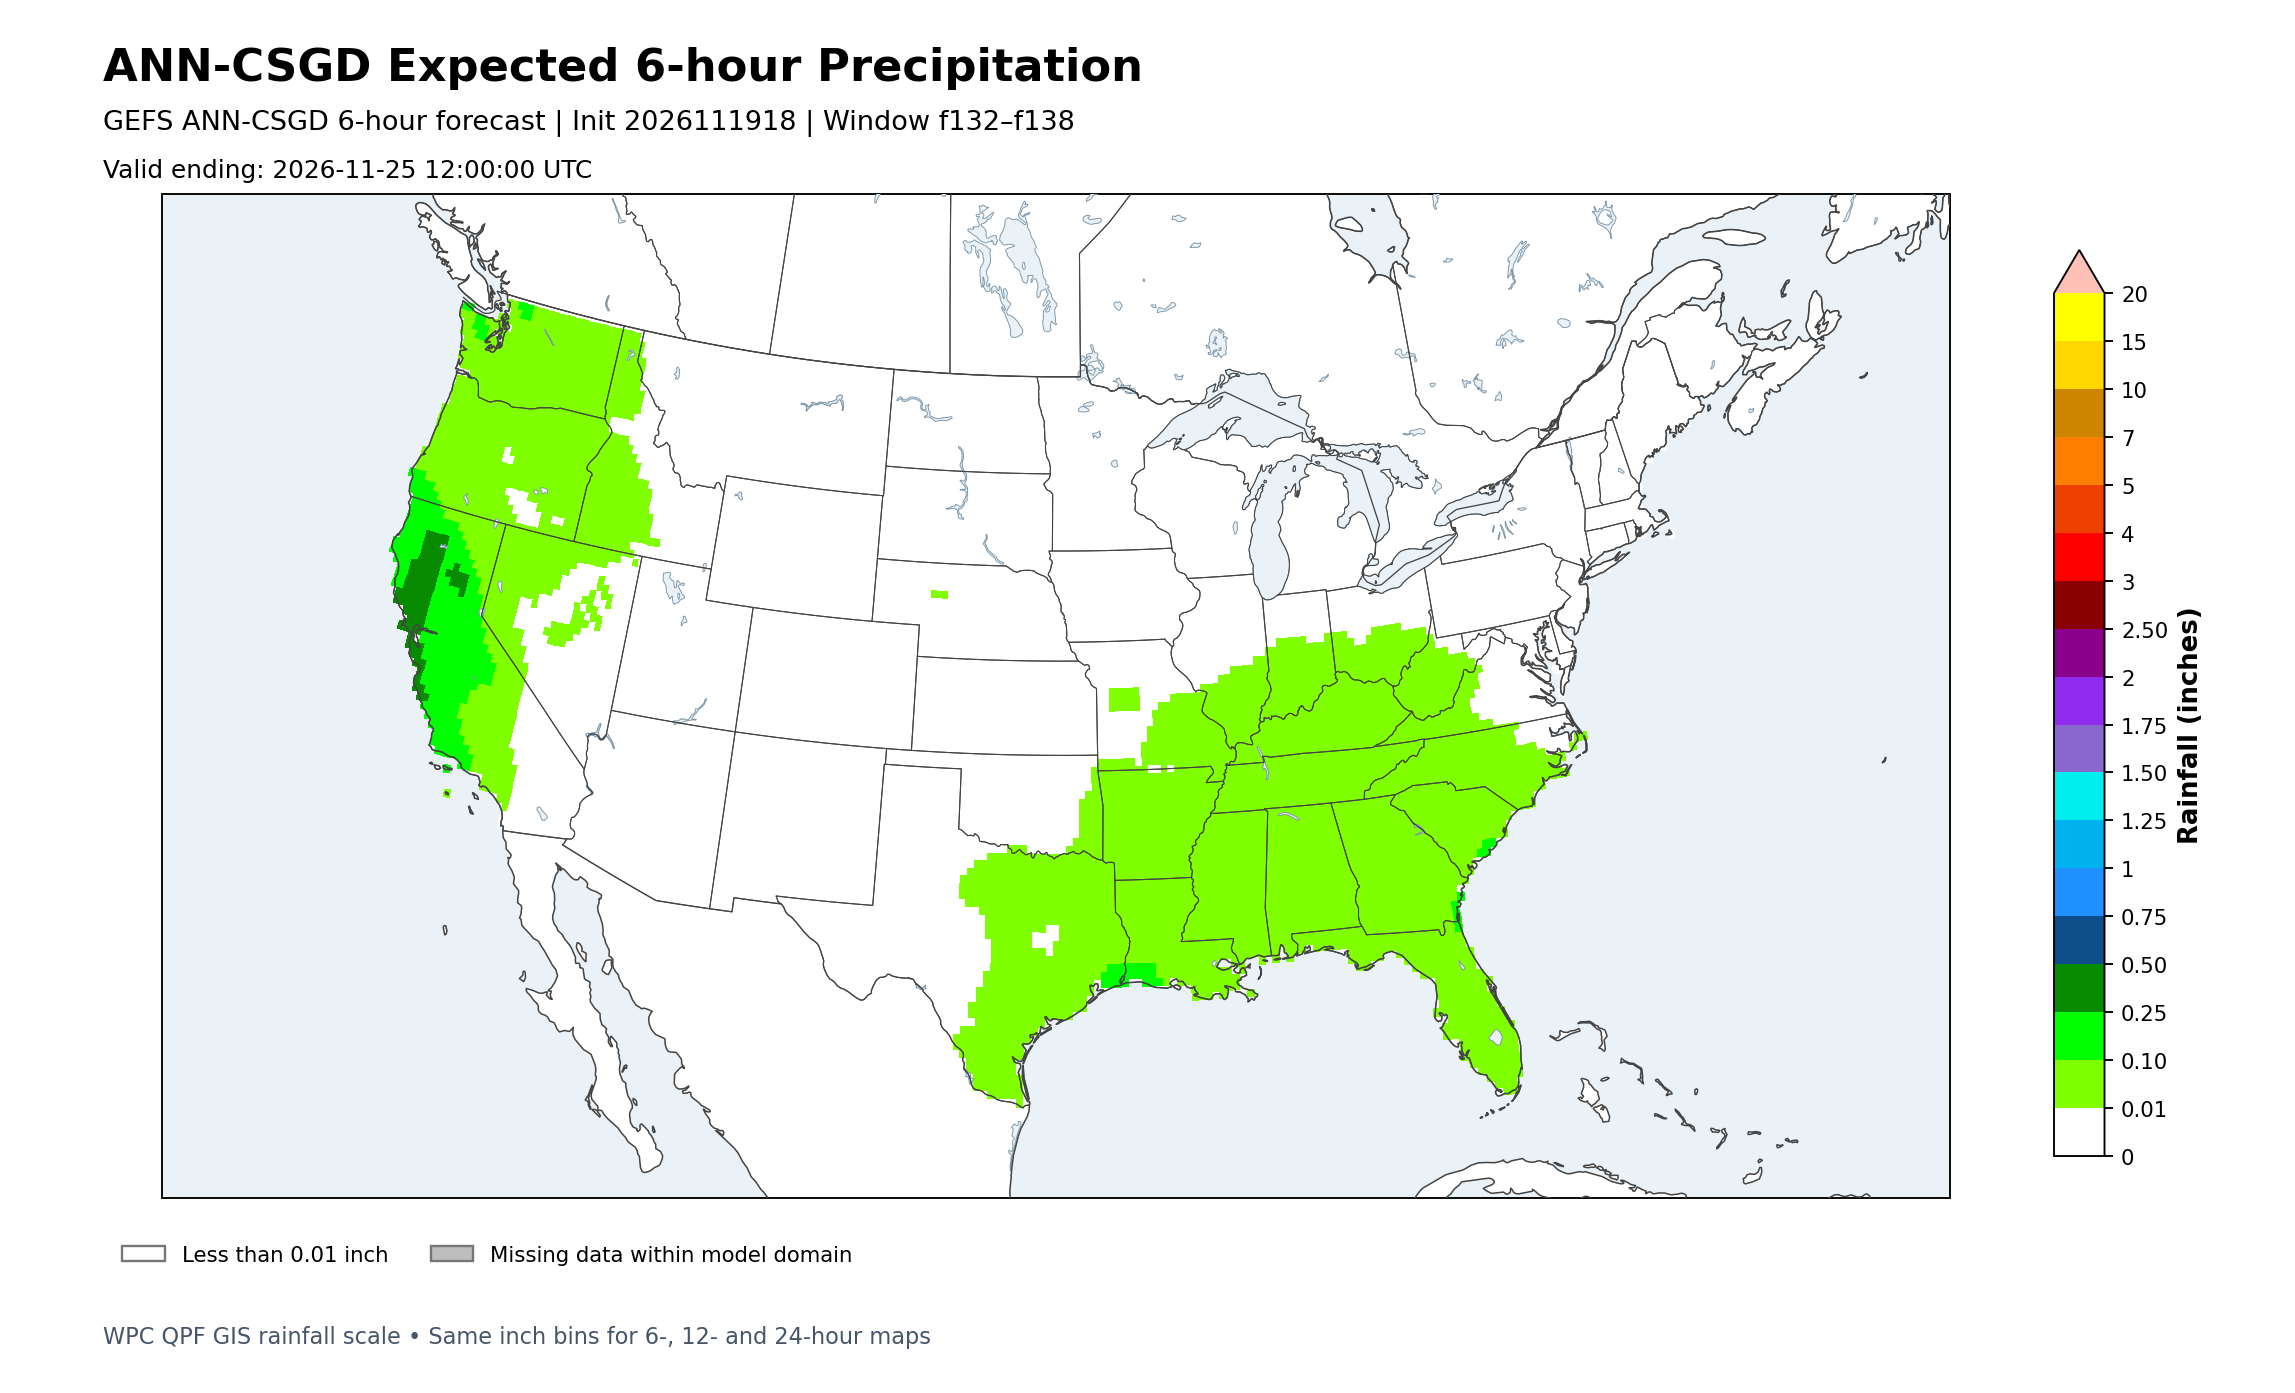 ANN-CSGD Expected 6-hour Precipitation
GEFS ANN-CSGD 6-hour forecast | Init 2026111918 | Window f132–f138
Valid ending: 2026-11-25 12:00:00 UTC
20
15
10
7
5
4
3
2.50
2
1.75
1.50
1.25
1
0.75
0.50
0.25
0.10
0.01
0
Rainfall (inches)
Less than 0.01 inch
Missing data within model domain
WPC QPF GIS rainfall scale • Same inch bins for 6-, 12- and 24-hour maps